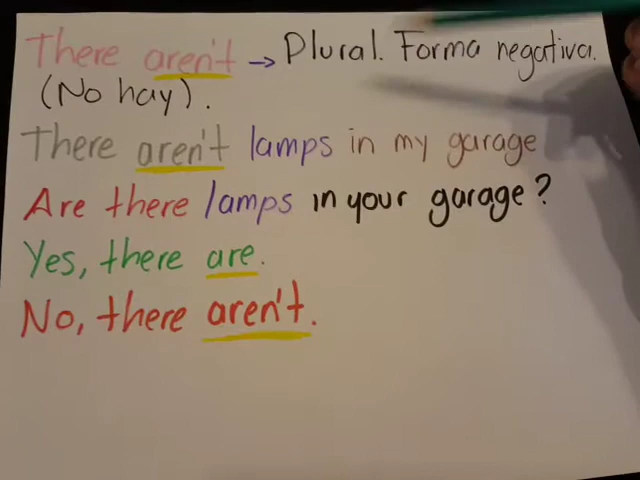 There aren't → Plural. Forma negativa.
(No hay).
There aren't lamps in my garage
Are there lamps in your garage?
Yes, there are.
No, there aren't.